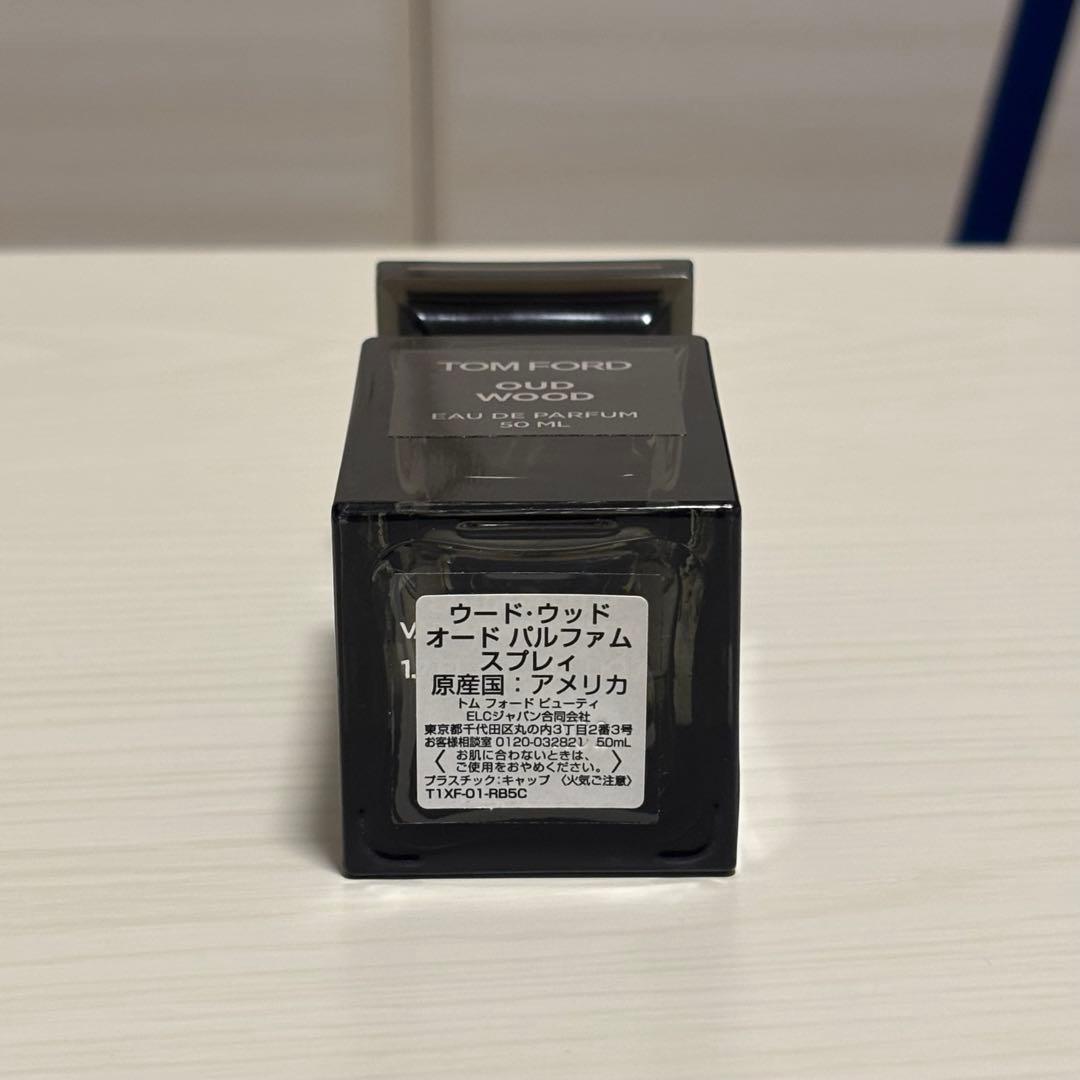 TOM FORD
OUD
WOOD
EAU DE PARFUM
50 ML
ウード・ウッド
オード パルファム
スプレィ
原産国：アメリカ
トム フォード ビューティ
ELCジャパン合同会社
東京都千代田区丸の内3丁目2番3号
お客様相談室 0120-032821 50mL
〈 お肌に合わないときは、
ご使用をおやめください。 〉
プラスチック：キャップ 〈火気ご注意〉
T1XF-01-RB5C